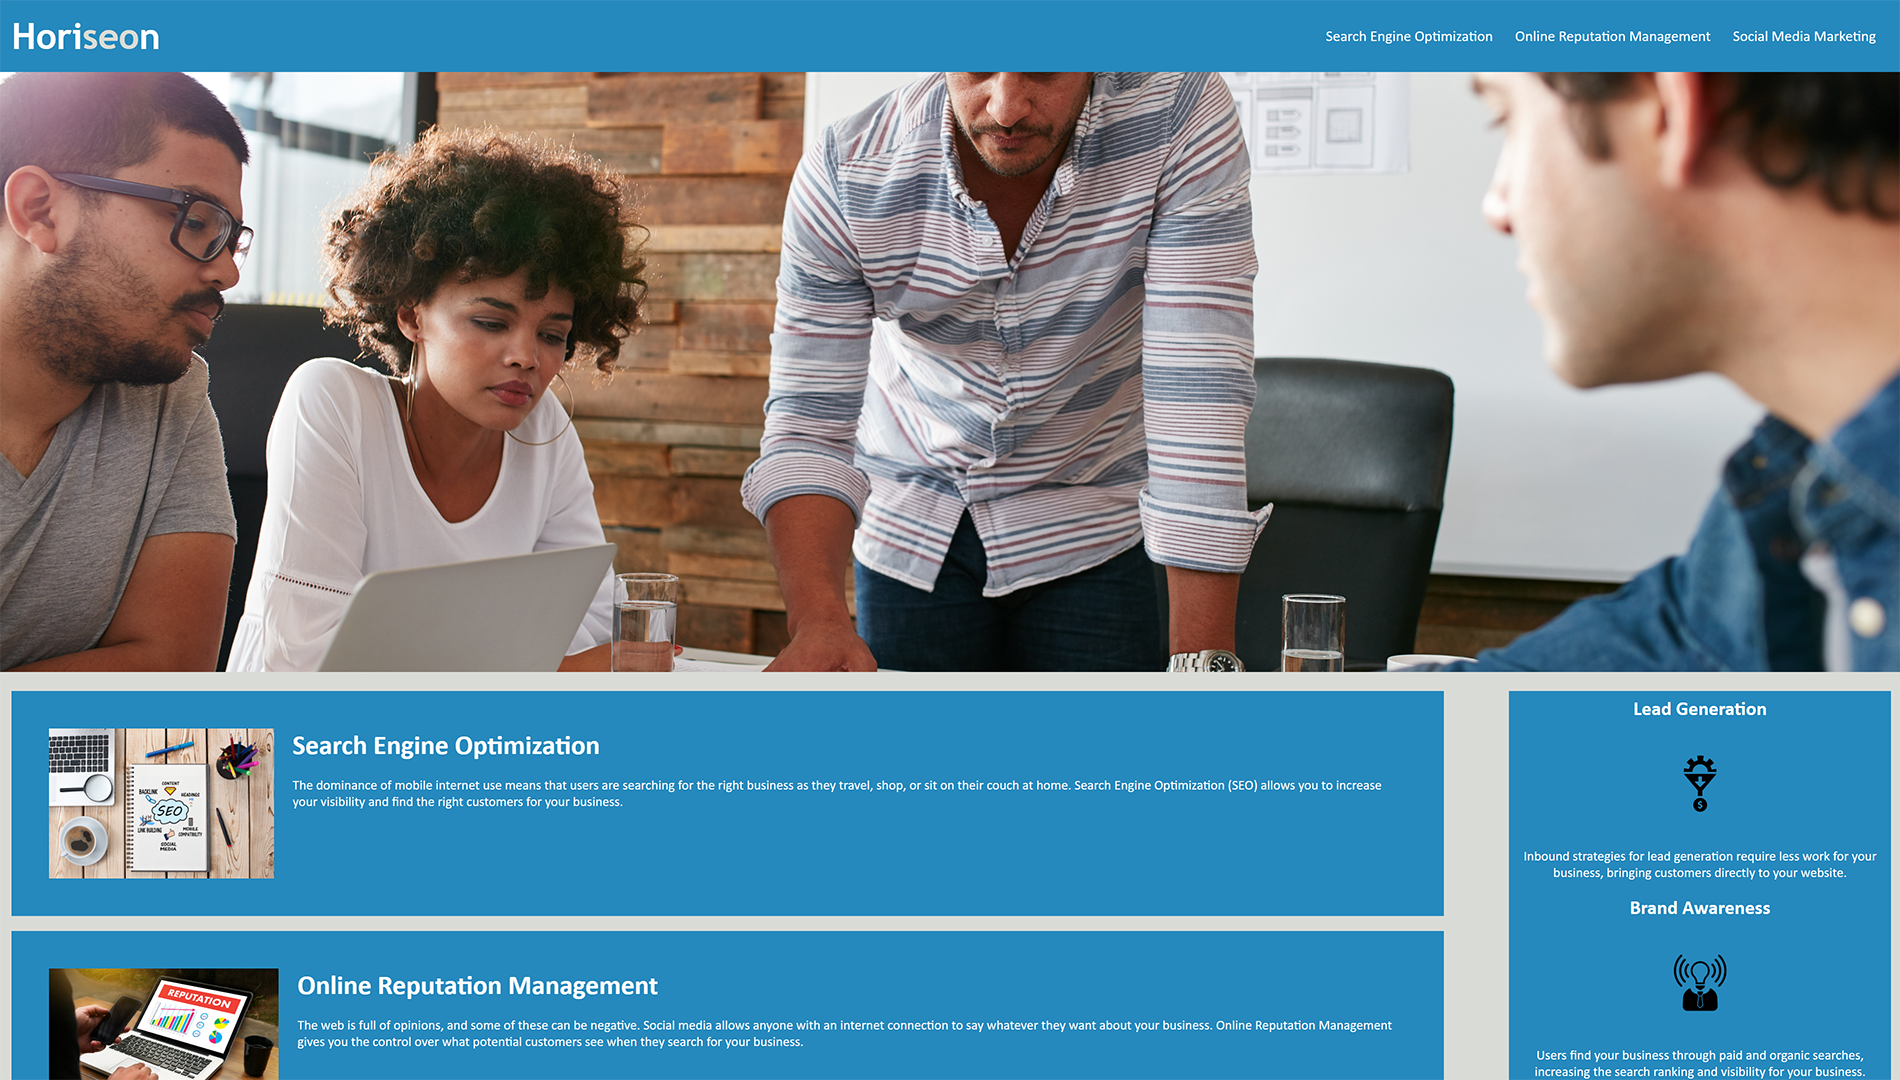 Horiseon
Search Engine Optimization
Online Reputation Management
Social Media Marketing
CONTENT
BACKLINK
HEADINGS
SEO
LINK BUILDING
MOBILE
COMPATIBILITY
SOCIAL
MEDIA
Search Engine Optimization
The dominance of mobile internet use means that users are searching for the right business as they travel, shop, or sit on their couch at home. Search Engine Optimization (SEO) allows you to increase
your visibility and find the right customers for your business.
REPUTATION
Online Reputation Management
The web is full of opinions, and some of these can be negative. Social media allows anyone with an internet connection to say whatever they want about your business. Online Reputation Management
gives you the control over what potential customers see when they search for your business.
Lead Generation
$
Inbound strategies for lead generation require less work for your
business, bringing customers directly to your website.
Brand Awareness
Users find your business through paid and organic searches,
increasing the search ranking and visibility for your business.